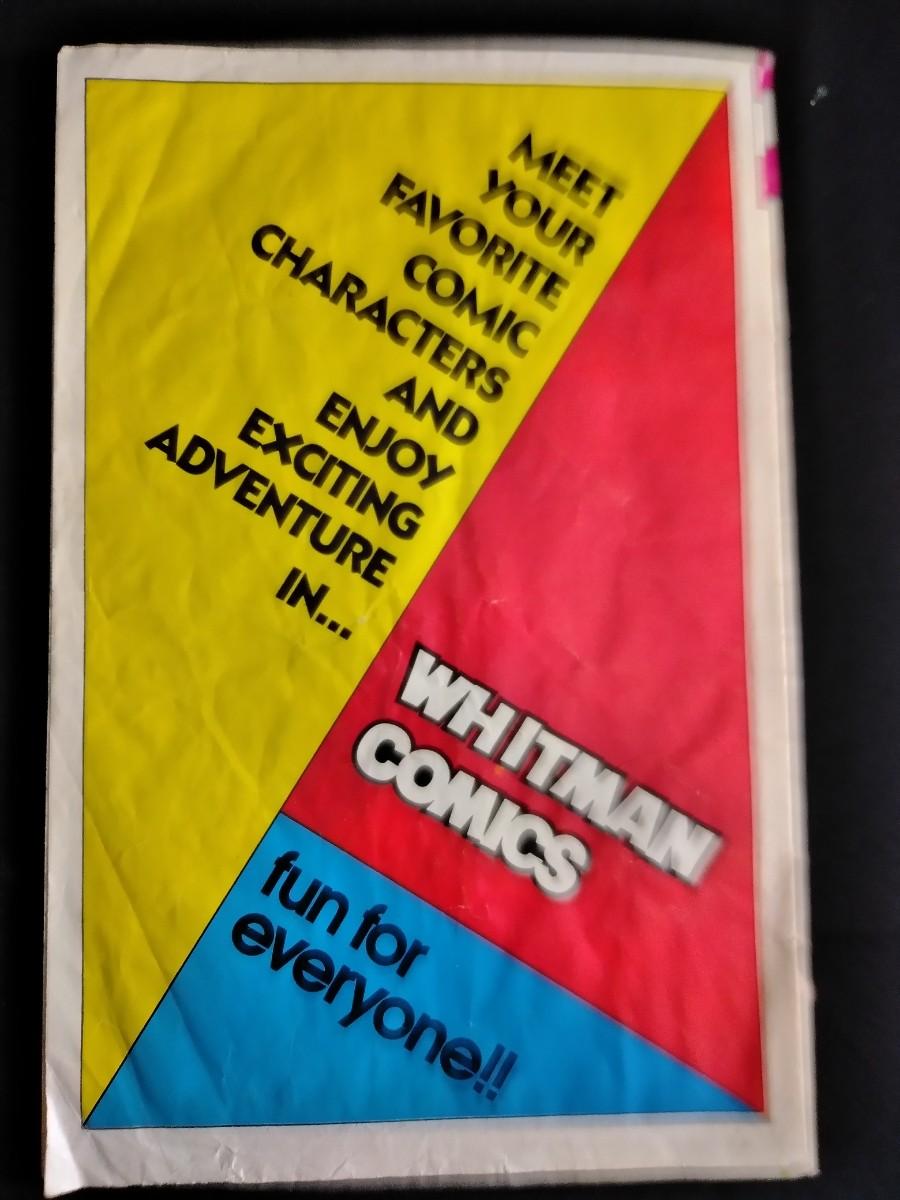 MEET
YOUR
FAVORITE
COMIC
CHARACTERS
AND
ENJOY
EXCITING
ADVENTURE
IN...
WHITMAN
COMICS
fun for
everyone!!